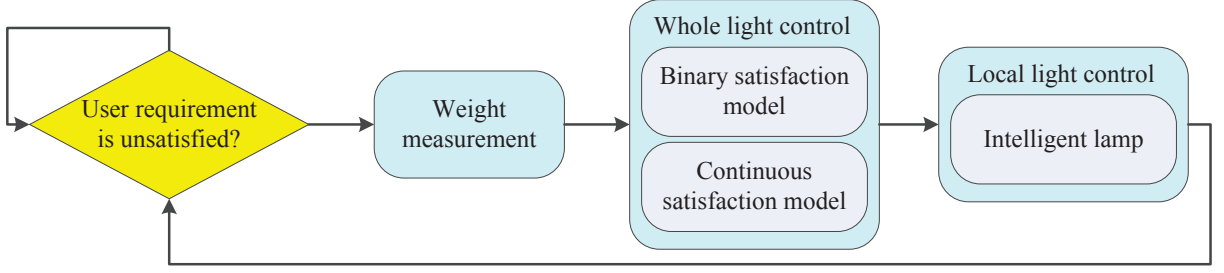 User requirement
is unsatisfied?
Weight
measurement
Whole light control
Binary satisfaction
model
Continuous
satisfaction model
Local light control
Intelligent lamp